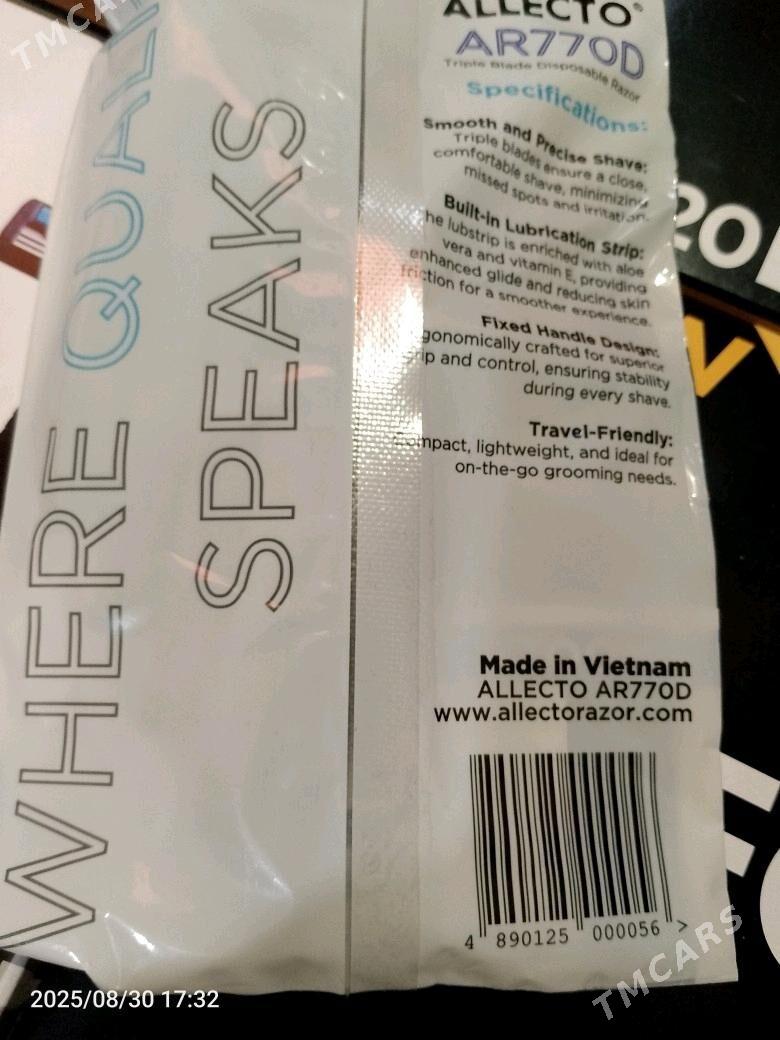 TMCARS
WHERE QUALI
SPEAKS
ALLECTO®
AR770D
Triple Blade Disposable Razor
Specifications:
Smooth and Precise Shave:
Triple blades ensure a close,
comfortable shave, minimizing
missed spots and irritation.
Built-in Lubrication Strip:
he lubstrip is enriched with aloe
vera and vitamin E, providing
enhanced glide and reducing skin
friction for a smoother experience.
Fixed Handle Design:
gonomically crafted for superior
rip and control, ensuring stability
during every shave.
Travel-Friendly:
Compact, lightweight, and ideal for
on-the-go grooming needs.
Made in Vietnam
ALLECTO AR770D
www.allectorazor.com
4 890125 000056 >
20
2025/08/30 17:32
TMCARS